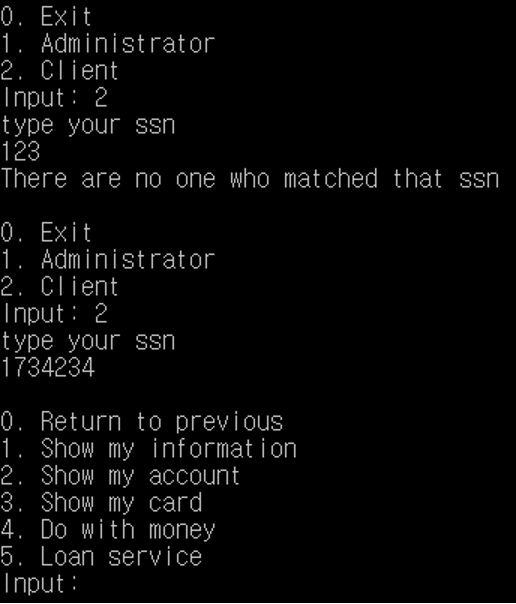 0. Exit
1. Administrator
2. Client
Input: 2
type your ssn
123
There are no one who matched that ssn
0. Exit
1. Administrator
2. Client
Input: 2
type your ssn
1734234
0. Return to previous
1. Show my information
2. Show my account
3. Show my card
4. Do with money
5. Loan service
Input: